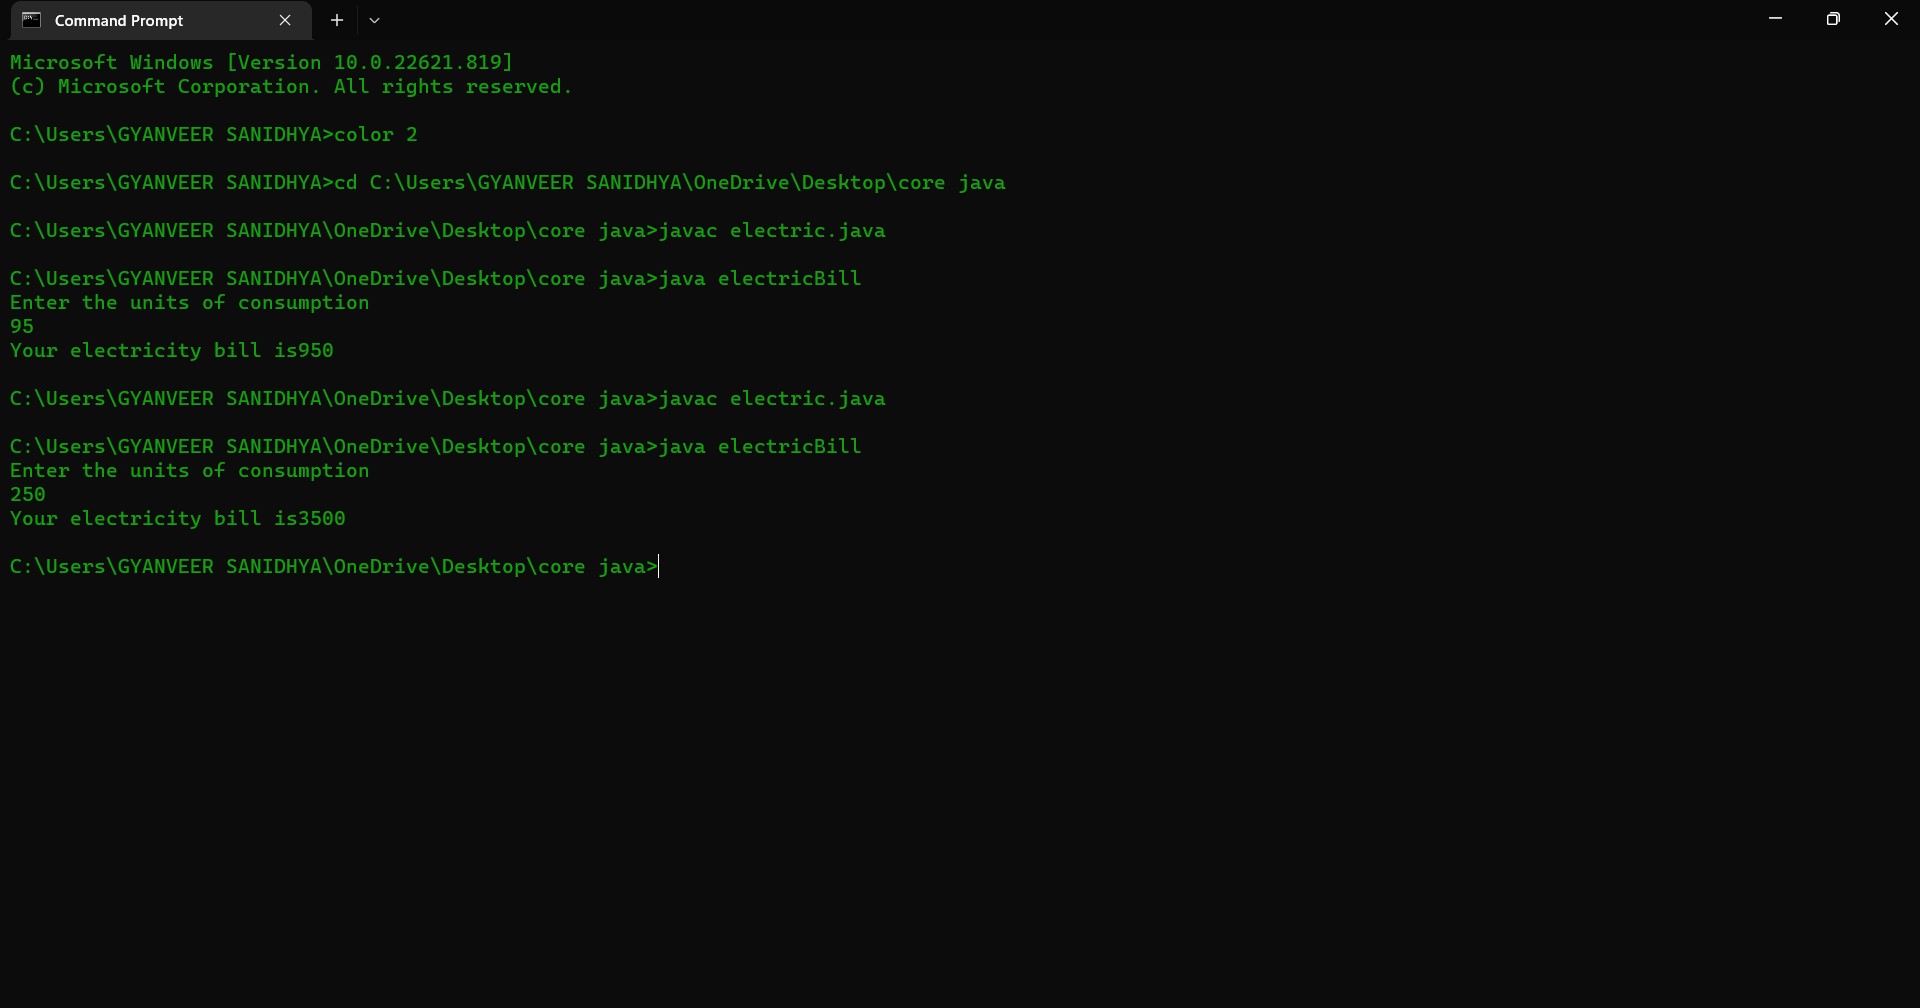 Command Prompt
Microsoft Windows [Version 10.0.22621.819]
(c) Microsoft Corporation. All rights reserved.
C:\Users\GYANVEER SANIDHYA>color 2
C:\Users\GYANVEER SANIDHYA>cd C:\Users\GYANVEER SANIDHYA\OneDrive\Desktop\core java
C:\Users\GYANVEER SANIDHYA\OneDrive\Desktop\core java>javac electric.java
C:\Users\GYANVEER SANIDHYA\OneDrive\Desktop\core java>java electricBill
Enter the units of consumption
95
Your electricity bill is950
C:\Users\GYANVEER SANIDHYA\OneDrive\Desktop\core java>javac electric.java
C:\Users\GYANVEER SANIDHYA\OneDrive\Desktop\core java>java electricBill
Enter the units of consumption
250
Your electricity bill is3500
C:\Users\GYANVEER SANIDHYA\OneDrive\Desktop\core java>